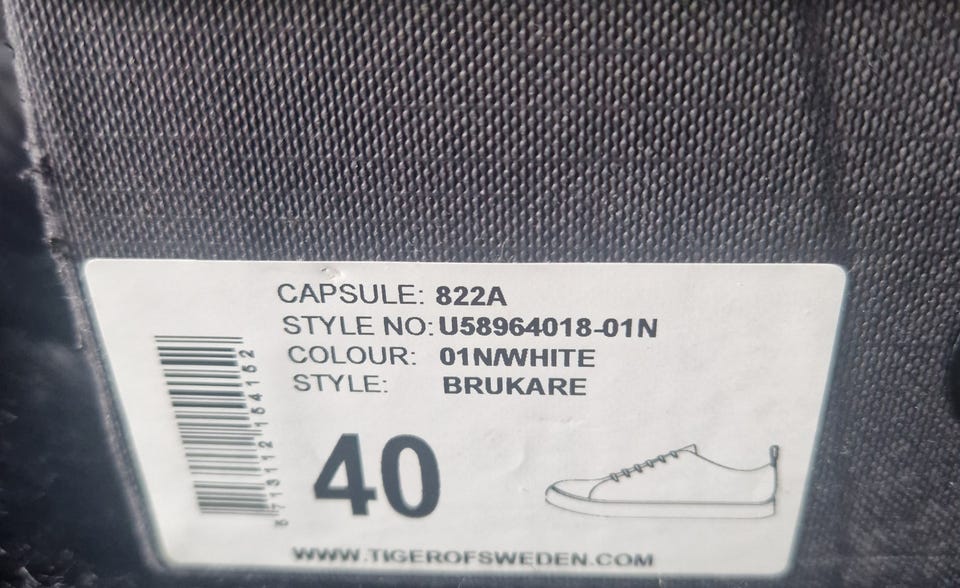 CAPSULE: 822A
STYLE NO: U58964018-01N
COLOUR: 01N/WHITE
STYLE: BRUKARE
40
WWW.TIGEROFSWEDEN.COM